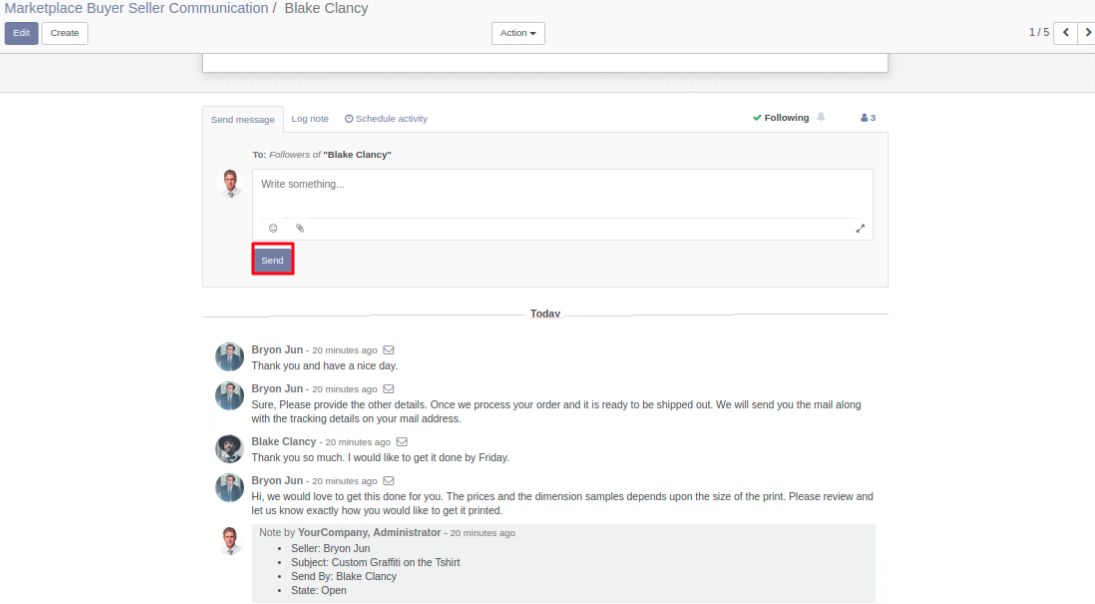 Marketplace Buyer Seller Communication / Blake Clancy
Edit Create Action 1 / 5
Send message Log note Schedule activity Following 3
To: Followers of "Blake Clancy"
Write something...
Send
Today
Bryon Jun - 20 minutes ago
Thank you and have a nice day.
Bryon Jun - 20 minutes ago
Sure, Please provide the other details. Once we process your order and it is ready to be shipped out. We will send you the mail along
with the tracking details on your mail address.
Blake Clancy - 20 minutes ago
Thank you so much. I would like to get it done by Friday.
Bryon Jun - 20 minutes ago
Hi, we would love to get this done for you. The prices and the dimension samples depends upon the size of the print. Please review and
let us know exactly how you would like to get it printed.
Note by YourCompany, Administrator - 20 minutes ago
• Seller: Bryon Jun
• Subject: Custom Graffiti on the Tshirt
• Send By: Blake Clancy
• State: Open